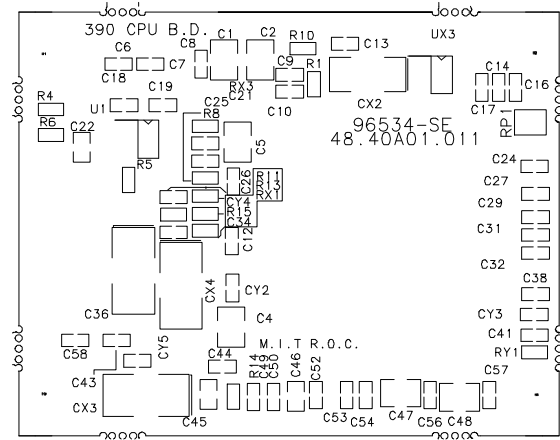 390 CPU B.D.
C1
C2
R10
C13
UX3
C6
C8
C7
C9
R1
C18
RX3
C21
C10
CX2
C14
C16
C17
R4
U1
C19
C25
R8
96534-SE
48.40A01.011
RP
R6
C22
C5
R5
C26
R11
R13
RX1
C24
C27
CY4
R15
C34
C12
C29
C31
C32
C36
CX4
CY2
C38
C4
CY3
M.I.T R.O.C.
C41
C58
CY5
C44
RY1
C43
R14
C49
C50
C46
C52
C57
CX3
C45
C53
C54
C47
C56
C48